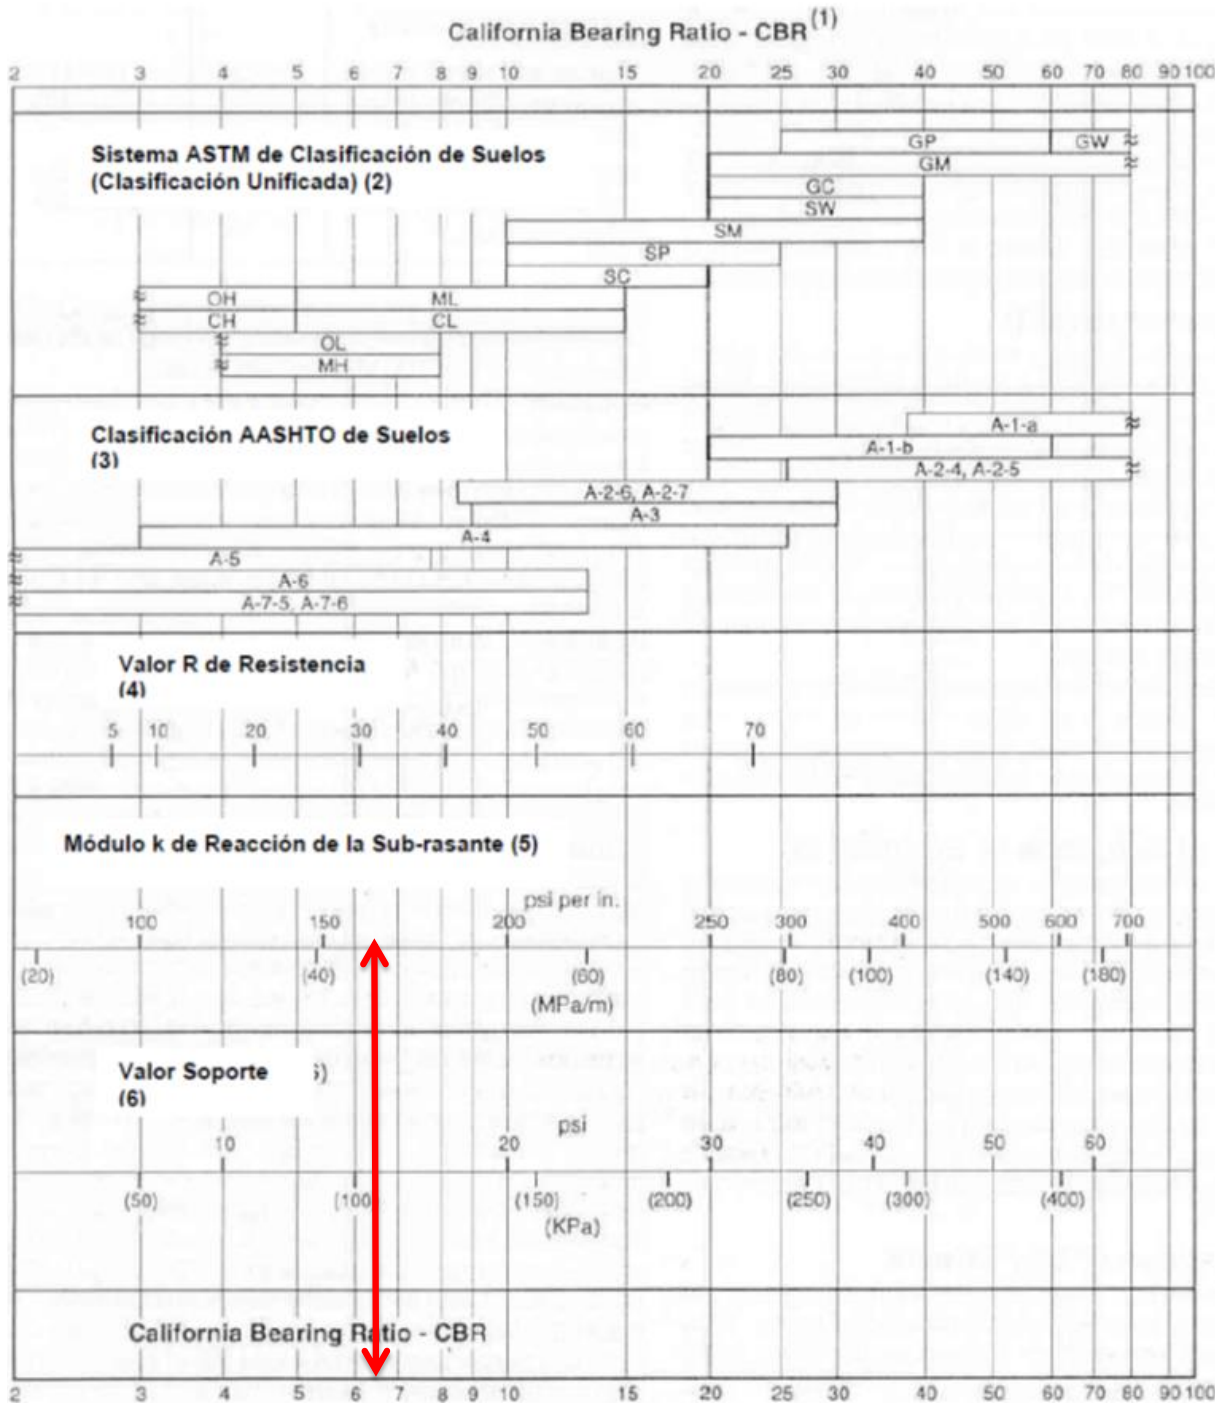 California Bearing Ratio - CBR (1)
2 3 4 5 6 7 8 9 10 15 20 25 30 40 50 60 70 80 90 100
Sistema ASTM de Clasificación de Suelos
(Clasificación Unificada) (2)
GP GW
GM
GC
SW
SM
SP
SC
OH ML
CH CL
OL
MH
Clasificación AASHTO de Suelos
(3)
A-1-a
A-1-b
A-2-4, A-2-5
A-2-6, A-2-7
A-3
A-4
A-5
A-6
A-7-5, A-7-6
Valor R de Resistencia
(4)
5 10 20 30 40 50 60 70
Módulo k de Reacción de la Sub-rasante (5)
psi per in.
100 150 200 250 300 400 500 600 700
(20) (40) (60) (80) (100) (140) (180)
(MPa/m)
Valor Soporte
(6)
psi
10 20 30 40 50 60
(50) (100) (150) (200) (250) (300) (400)
(KPa)
California Bearing Ratio - CBR
2 3 4 5 6 7 8 9 10 15 20 25 30 40 50 60 70 80 90 100